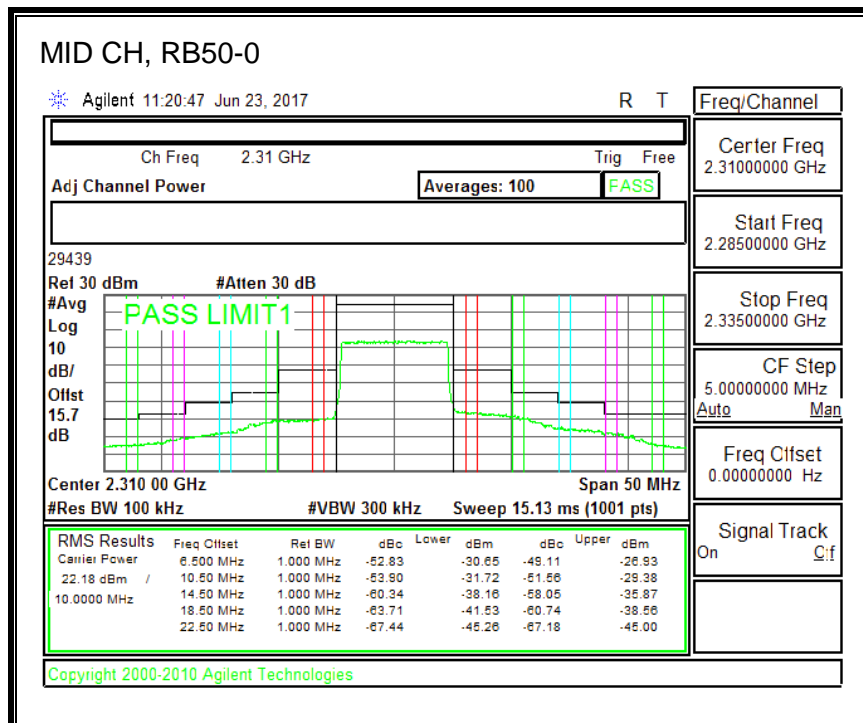 MID CH, RB50-0
Agilent 11:20:47 Jun 23, 2017 R T
Freq/Channel
Ch Freq 2.31 GHz Trig Free
Adj Channel Power Averages: 100 PASS
29439
Ref 30 dBm #Atten 30 dB
#Avg
Log
10
dB/
Offst
15.7
dB
PASS LIMIT1
Center 2.310 00 GHz Span 50 MHz
#Res BW 100 kHz #VBW 300 kHz Sweep 15.13 ms (1001 pts)
RMS Results Freq Offset Ref BW dBc Lower dBm dBc Upper dBm
Carrier Power 6.500 MHz 1.000 MHz -52.83 -30.65 -49.11 -26.93
22.18 dBm / 10.50 MHz 1.000 MHz -53.90 -31.72 -51.56 -29.38
10.0000 MHz 14.50 MHz 1.000 MHz -60.34 -38.16 -58.05 -35.87
18.50 MHz 1.000 MHz -63.71 -41.53 -60.74 -38.56
22.50 MHz 1.000 MHz -67.44 -45.26 -67.18 -45.00
Copyright 2000-2010 Agilent Technologies
Center Freq
2.31000000 GHz
Start Freq
2.28500000 GHz
Stop Freq
2.33500000 GHz
CF Step
5.00000000 MHz
Auto Man
Freq Offset
0.00000000 Hz
Signal Track
On Off